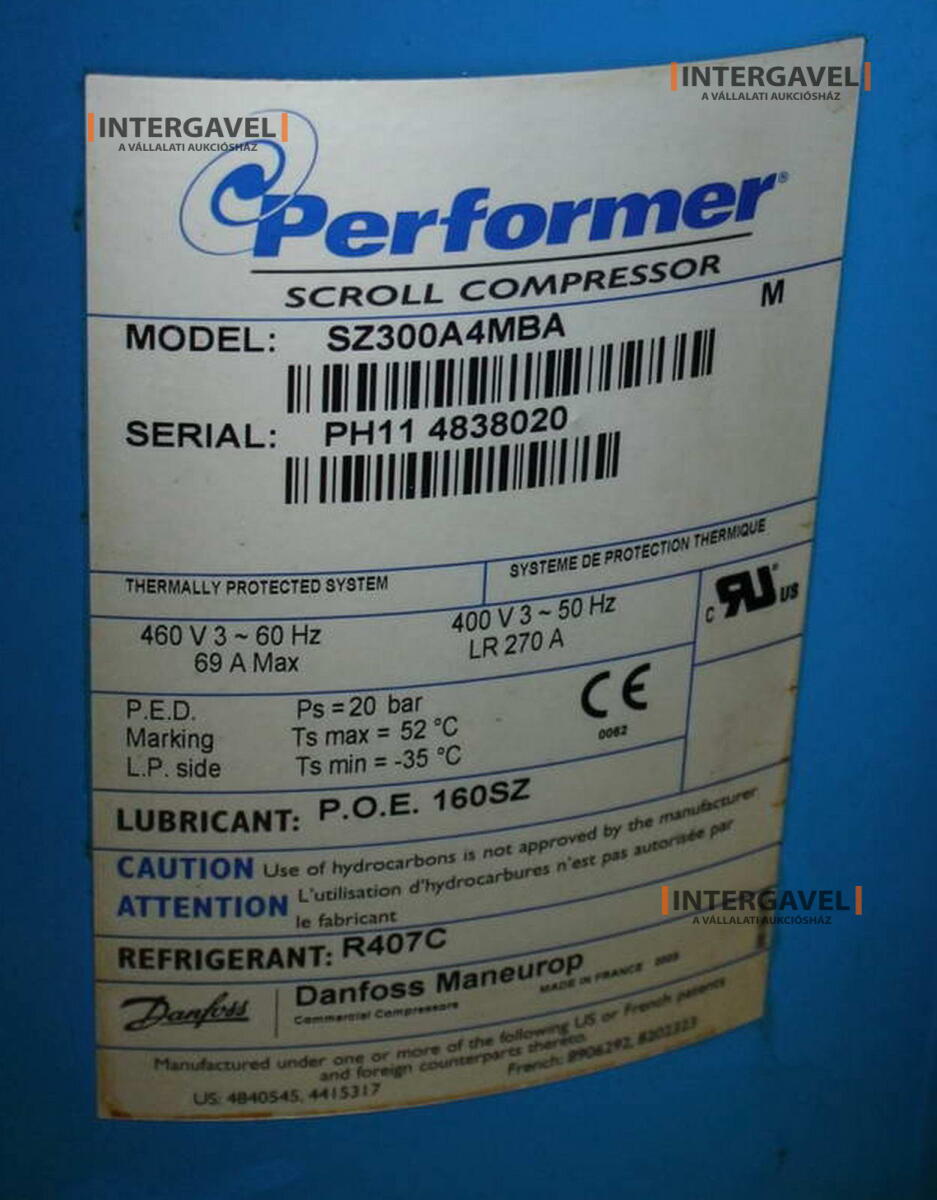 |INTERGAVEL|
A VÁLLALATI AUKCIÓSHÁZ
|INTERGAVEL|
A VÁLLALATI AUKCIÓSHÁZ
Performer®
SCROLL COMPRESSOR
M
MODEL: SZ300A4MBA
SERIAL: PH11 4838020
THERMALLY PROTECTED SYSTEM
SYSTEME DE PROTECTION THERMIQUE
460 V 3 ~ 60 Hz
69 A Max
400 V 3 ~ 50 Hz
LR 270 A
c RU ® US
P.E.D. Ps = 20 bar
Marking Ts max = 52 °C
L.P. side Ts min = -35 °C
CE
0062
LUBRICANT: P.O.E. 160SZ
CAUTION Use of hydrocarbons is not approved by the manufacturer
ATTENTION L'utilisation d'hydrocarbures n'est pas autorisée par
le fabricant
|INTERGAVEL|
A VÁLLALATI AUKCIÓSHÁZ
REFRIGERANT: R407C
Danfoss
Danfoss Maneurop
Commercial Compressors
MADE IN FRANCE
Manufactured under one or more of the following US or French patents
and foreign counterparts thereto.
US: 4840545, 4415317
French: 8906292, 8202323